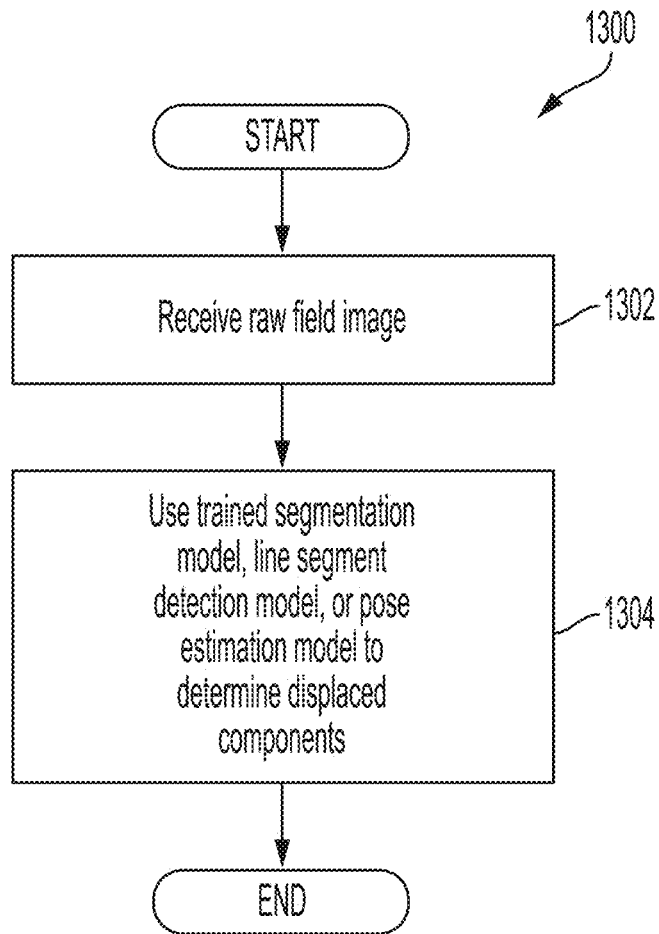 1300
START
Receive raw field image
1302
Use trained segmentation
model, line segment
detection model, or pose
estimation model to
determine displaced
components
1304
END